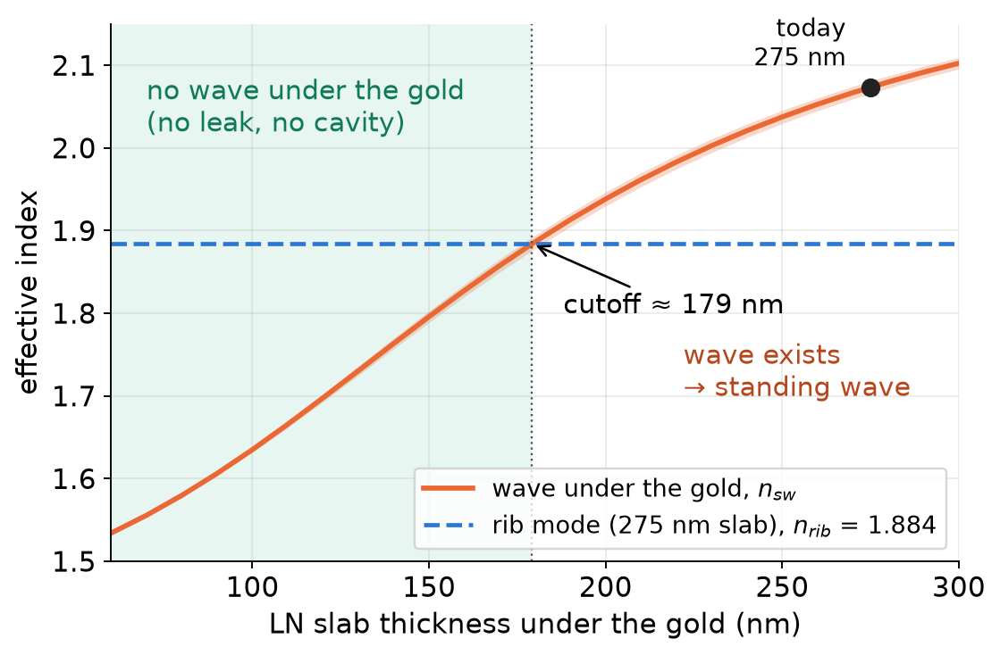 today
275 nm
no wave under the gold
(no leak, no cavity)
cutoff ≈ 179 nm
wave exists
→ standing wave
wave under the gold, n_sw
rib mode (275 nm slab), n_rib = 1.884
effective index
2.1
2.0
1.9
1.8
1.7
1.6
1.5
100
150
200
250
300
LN slab thickness under the gold (nm)